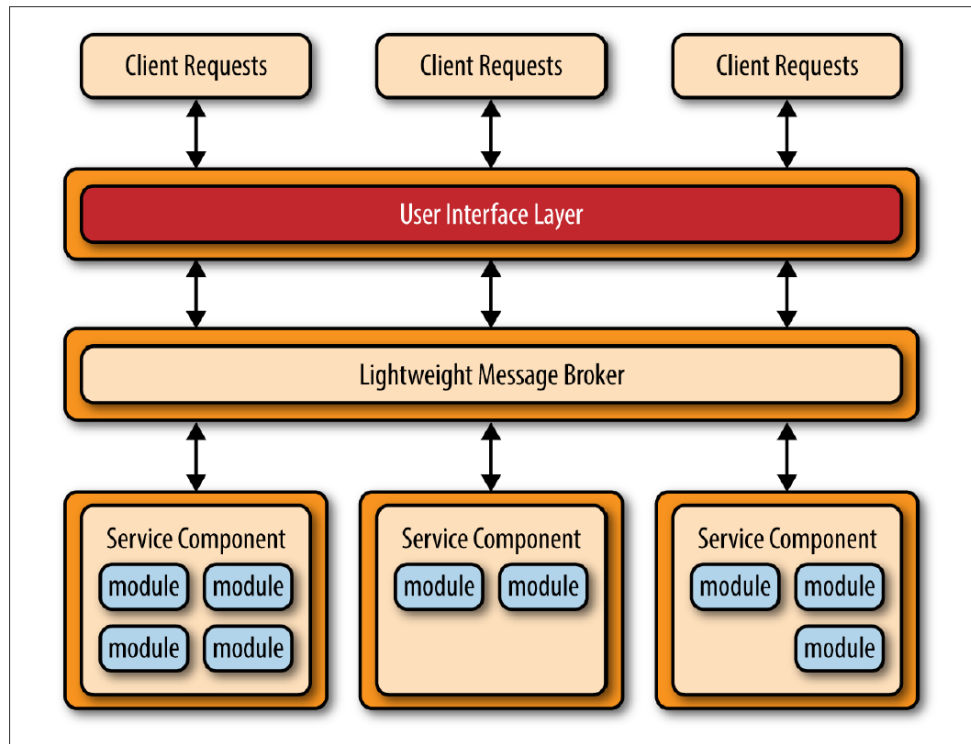 Client Requests
Client Requests
Client Requests
User Interface Layer
Lightweight Message Broker
Service Component
module module
module module
Service Component
module module
Service Component
module module
module